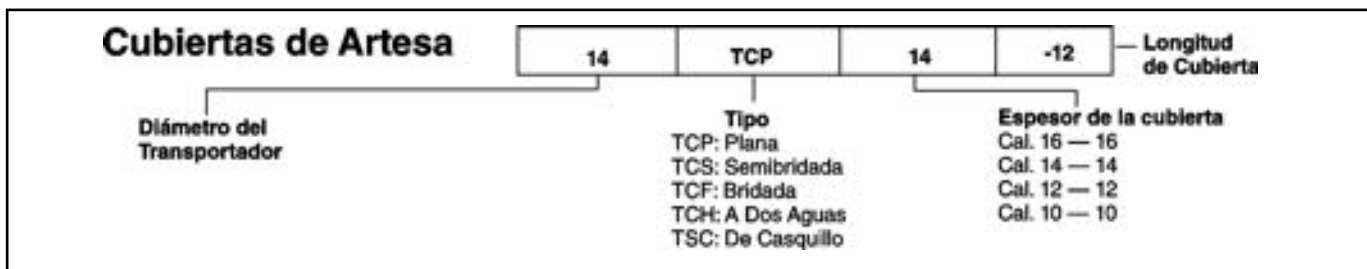 Cubiertas de Artesa
14 TCP 14 -12
Longitud
de Cubierta
Diámetro del
Transportador
Tipo
TCP: Plana
TCS: Semibridada
TCF: Bridada
TCH: A Dos Aguas
TSC: De Casquillo
Espesor de la cubierta
Cal. 16 — 16
Cal. 14 — 14
Cal. 12 — 12
Cal. 10 — 10